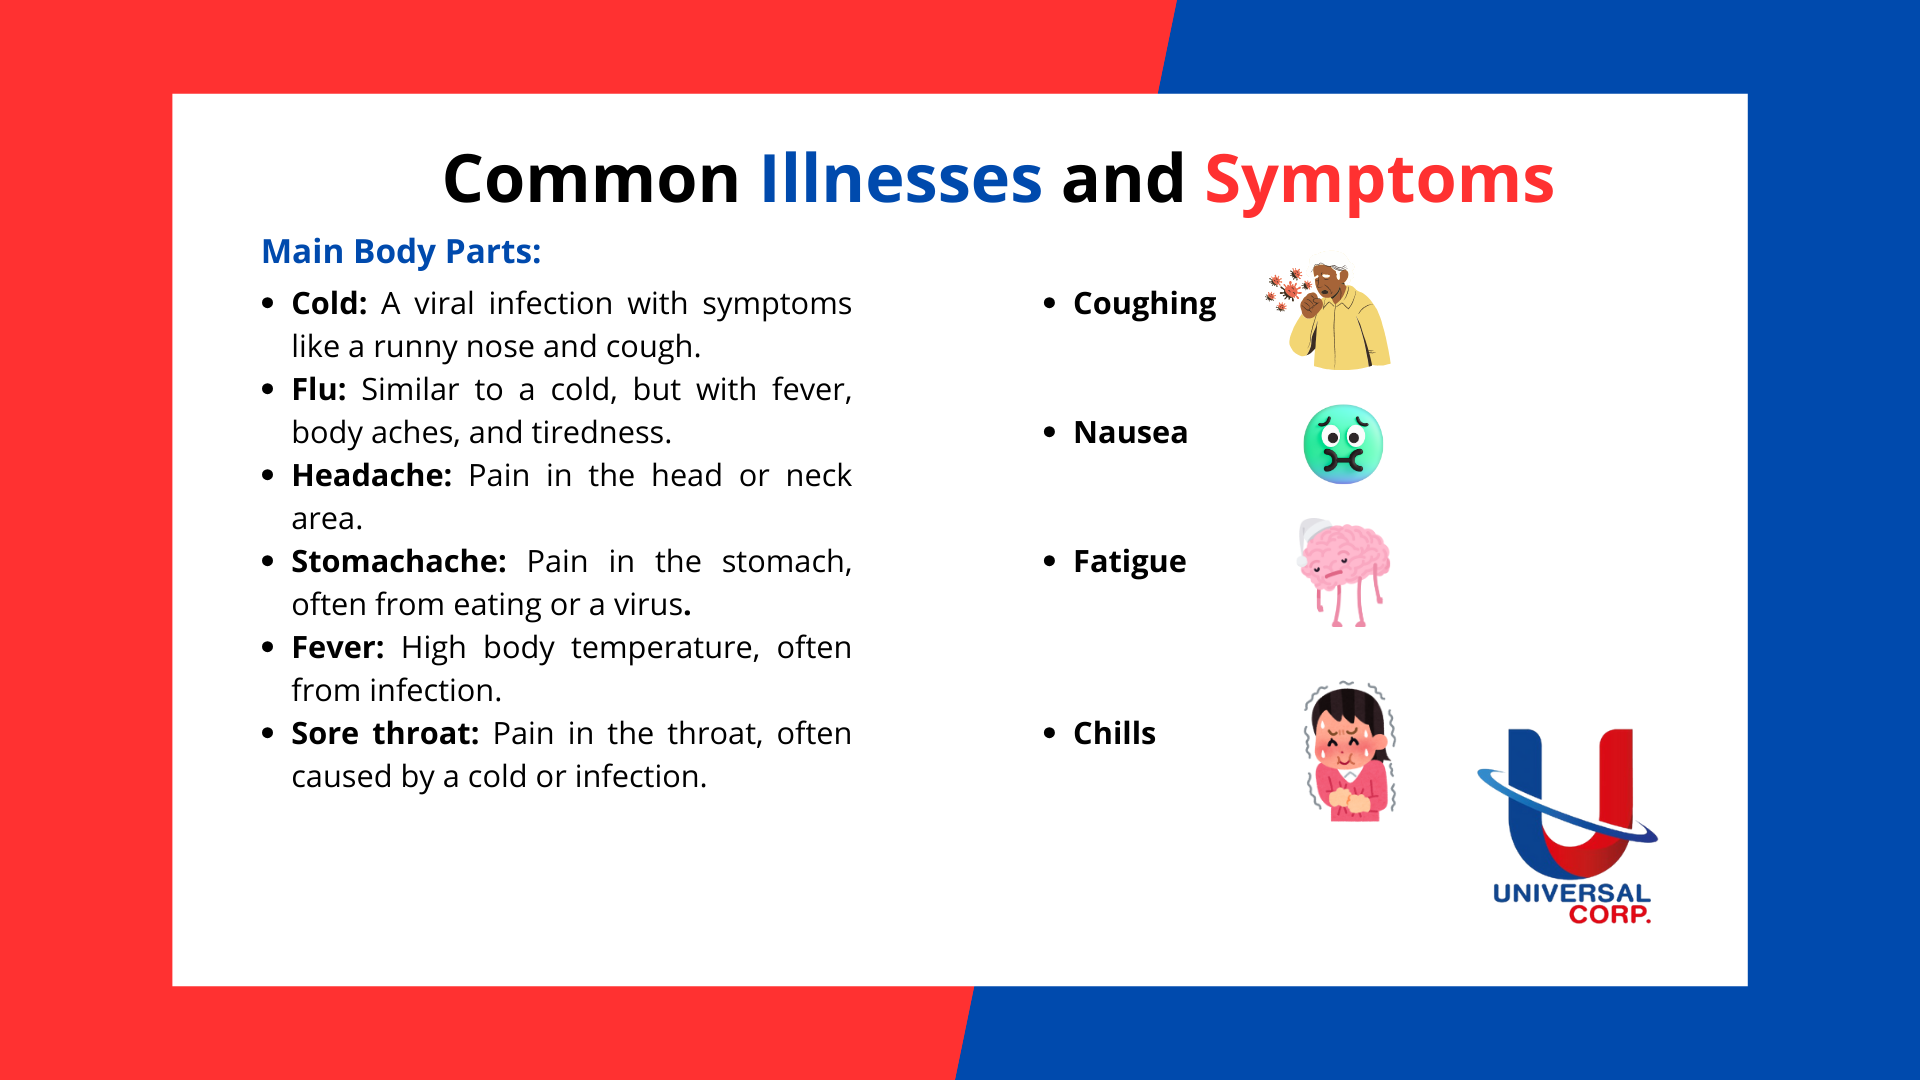 Common Illnesses and Symptoms
Main Body Parts:
• Cold: A viral infection with symptoms
like a runny nose and cough.
• Flu: Similar to a cold, but with fever,
body aches, and tiredness.
• Headache: Pain in the head or neck
area.
• Stomachache: Pain in the stomach,
often from eating or a virus.
• Fever: High body temperature, often
from infection.
• Sore throat: Pain in the throat, often
caused by a cold or infection.
• Coughing
• Nausea
• Fatigue
• Chills
UNIVERSAL
CORP.